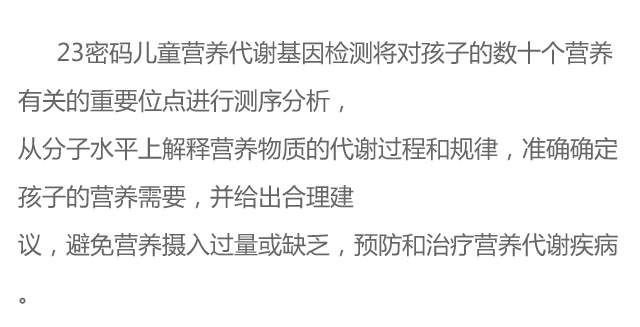 23密码儿童营养代谢基因检测将对孩子的数十个营养
有关的重要位点进行测序分析，
从分子水平上解释营养物质的代谢过程和规律，准确确定
孩子的营养需要，并给出合理建
议，避免营养摄入过量或缺乏，预防和治疗营养代谢疾病
。